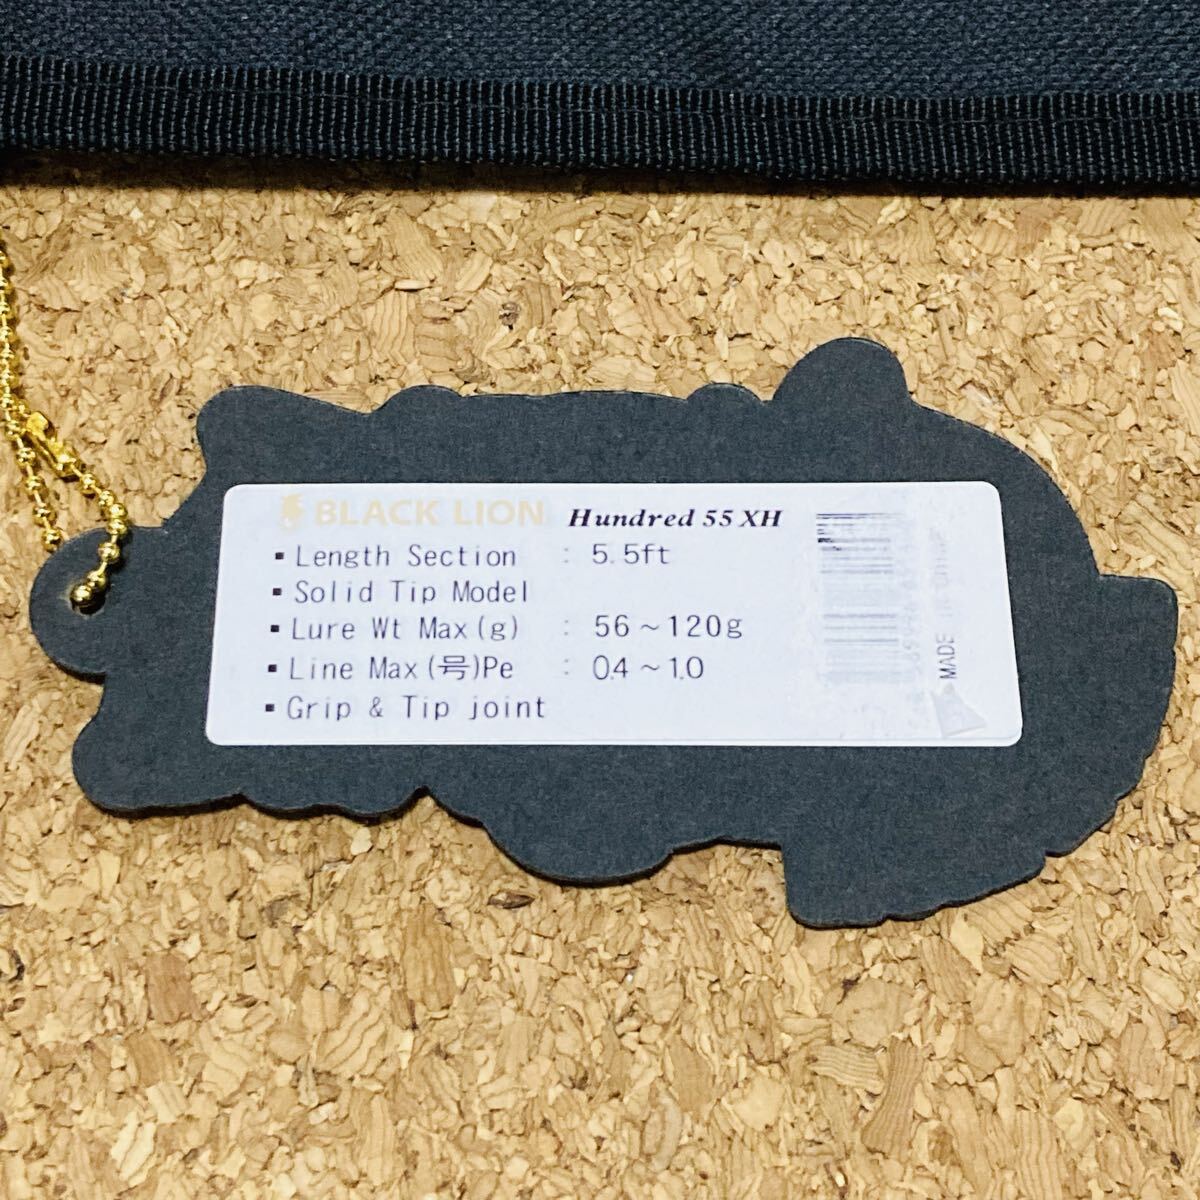 BLACK LION Hundred 55 XH
▪ Length Section : 5.5ft
▪ Solid Tip Model
▪ Lure Wt Max(g) : 56~120g
▪ Line Max (号)Pe : 0.4~1.0
▪ Grip & Tip joint
MADE